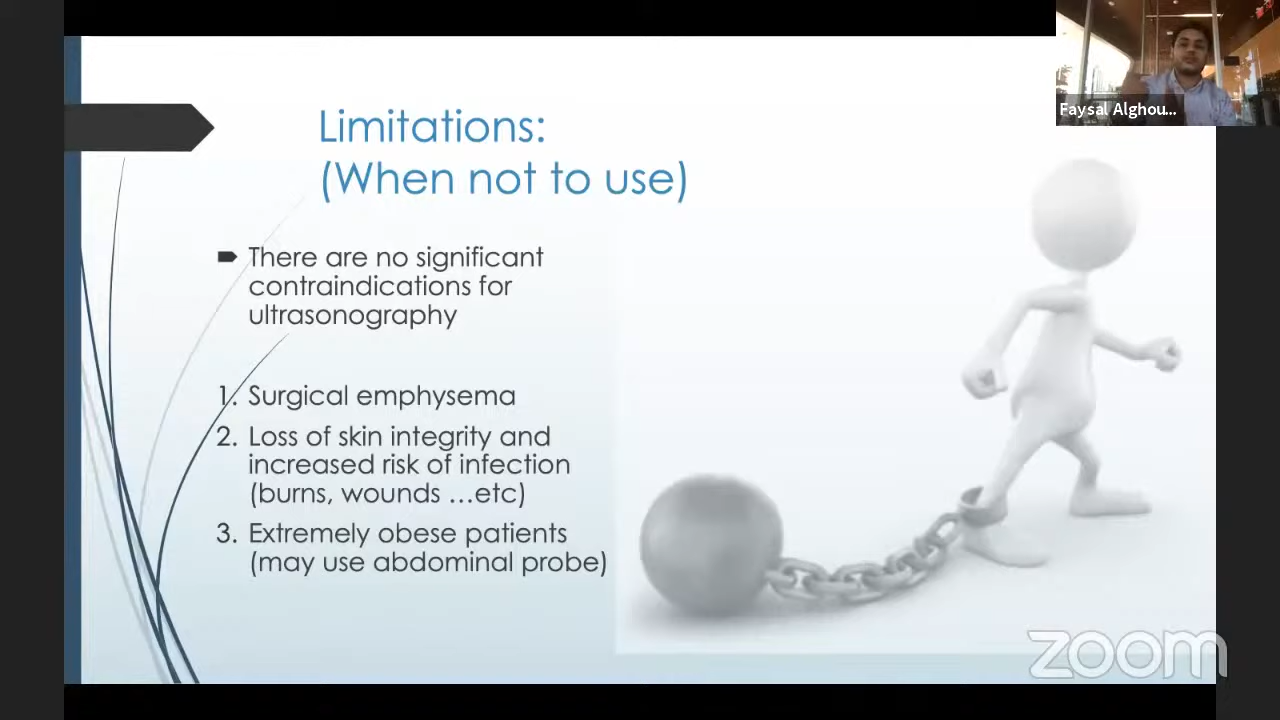 Faysal Alghou...
Limitations:
(When not to use)
There are no significant
contraindications for
ultrasonography
1. Surgical emphysema
2. Loss of skin integrity and
increased risk of infection
(burns, wounds ...etc)
3. Extremely obese patients
(may use abdominal probe)
zoom